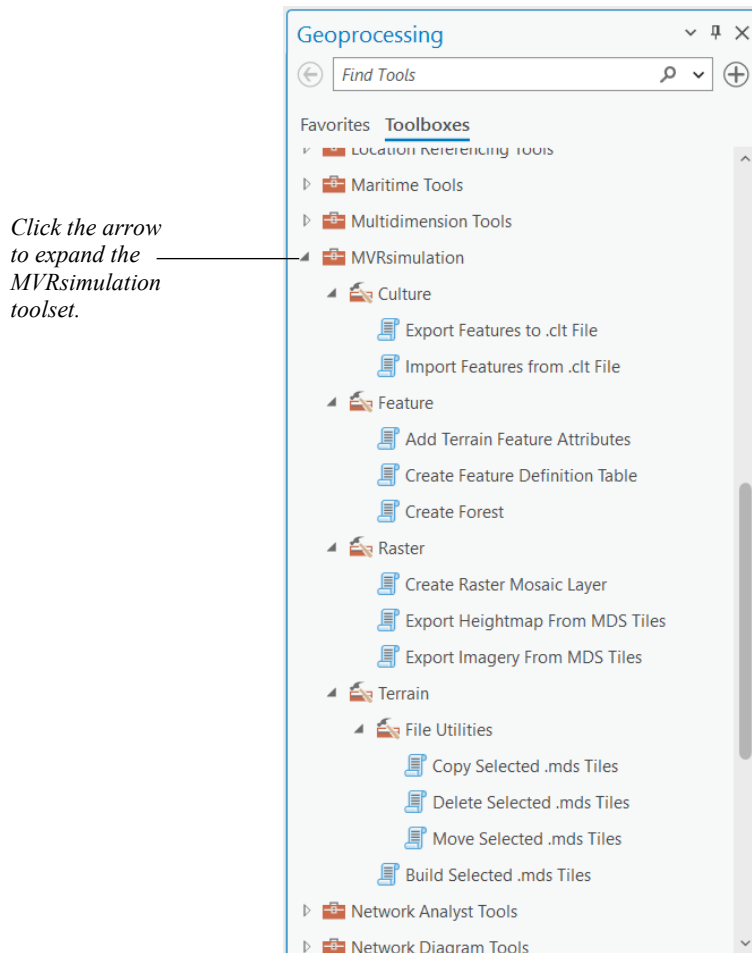 Geoprocessing
Find Tools
Favorites Toolboxes
Location Referencing Tools
Maritime Tools
Multidimension Tools
Click the arrow
to expand the
MVRsimulation
toolset.
MVRsimulation
Culture
Export Features to .clt File
Import Features from .clt File
Feature
Add Terrain Feature Attributes
Create Feature Definition Table
Create Forest
Raster
Create Raster Mosaic Layer
Export Heightmap From MDS Tiles
Export Imagery From MDS Tiles
Terrain
File Utilities
Copy Selected .mds Tiles
Delete Selected .mds Tiles
Move Selected .mds Tiles
Build Selected .mds Tiles
Network Analyst Tools
Network Diagram Tools